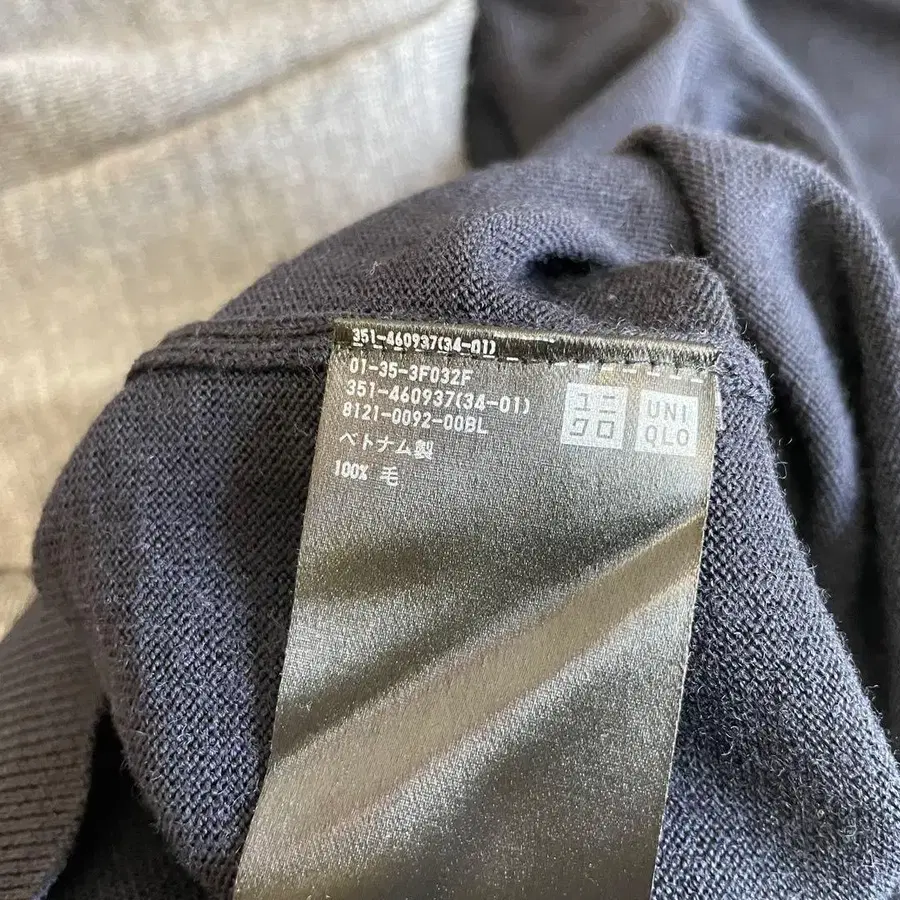 351-460937(34-01)
01-35-3F032F
351-460937(34-01)
8121-0092-00BL
ベトナム製
100% 毛
ユニ
クロ
UNI
QLO